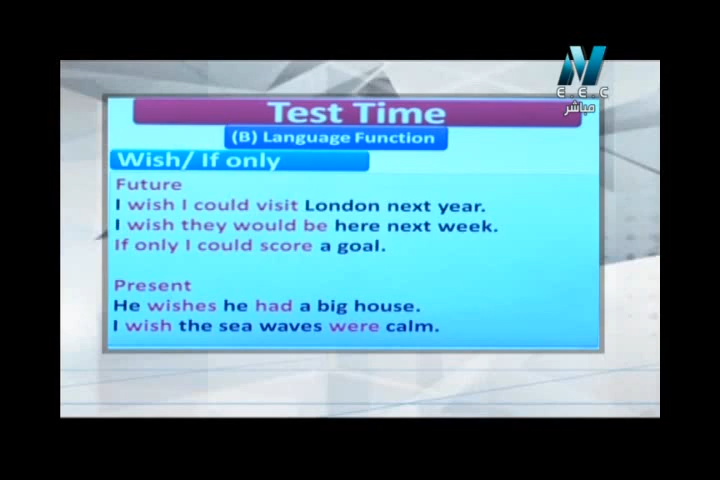 E.E.C
مباشر
Test Time
(B) Language Function
Wish/ If only
Future
I wish I could visit London next year.
I wish they would be here next week.
If only I could score a goal.
Present
He wishes he had a big house.
I wish the sea waves were calm.